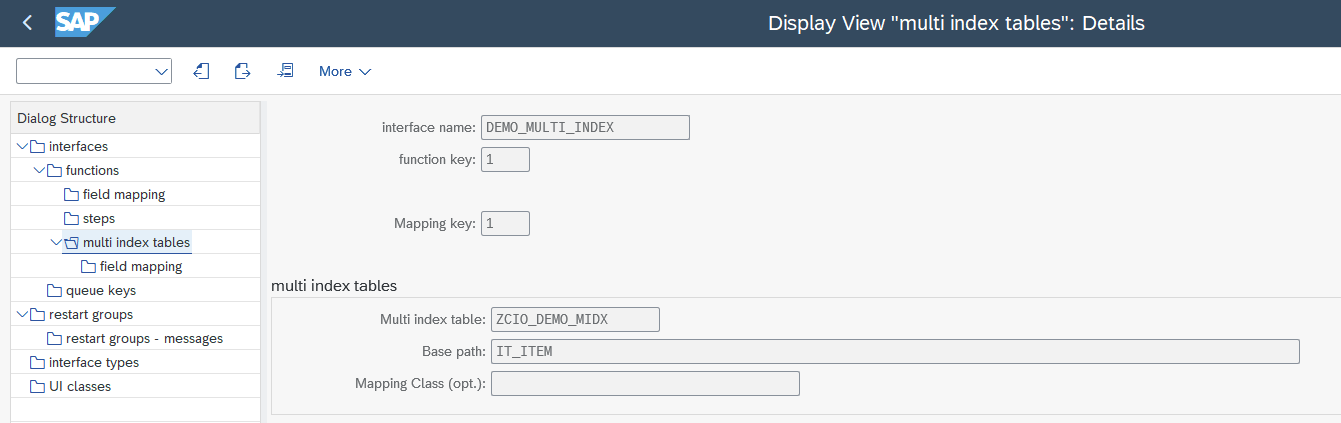 SAP
Display View "multi index tables": Details
More
Dialog Structure
interfaces
functions
field mapping
steps
multi index tables
field mapping
queue keys
restart groups
restart groups - messages
interface types
UI classes
interface name: DEMO_MULTI_INDEX
function key: 1
Mapping key: 1
multi index tables
Multi index table: ZCIO_DEMO_MIDX
Base path: IT_ITEM
Mapping Class (opt.):